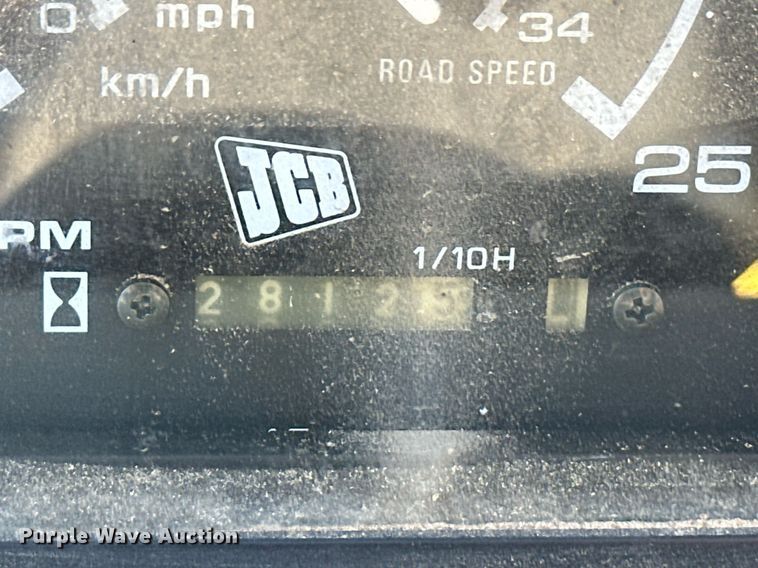 0 mph
34
km/h
ROAD SPEED
JCB
25
PM
1/10H
2 8 1 2
Purple Wave Auction